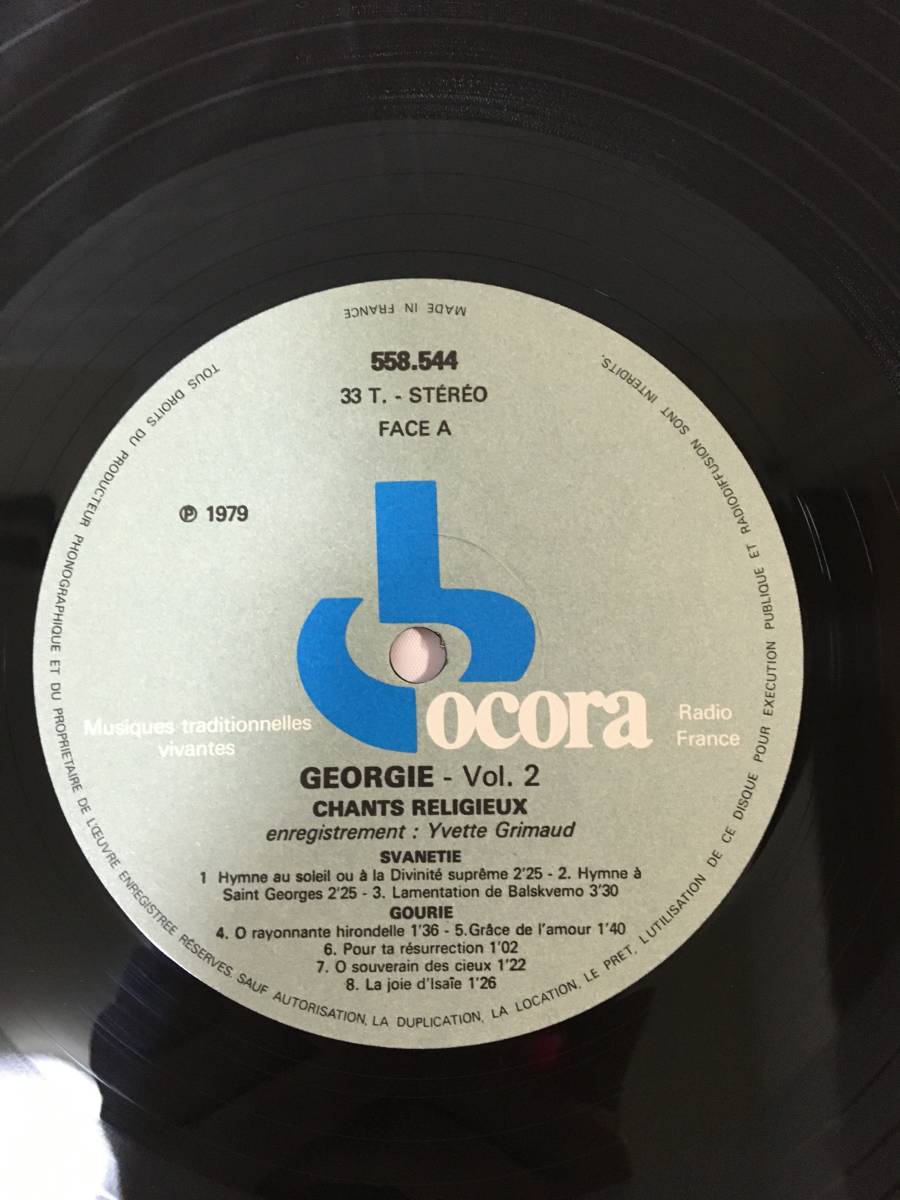 MADE IN FRANCE
558.544
33 T. - STÉRÉO
FACE A
℗ 1979
ocora
Musiques traditionnelles
vivantes
Radio
France
GEORGIE - Vol. 2
CHANTS RELIGIEUX
enregistrement : Yvette Grimaud
SVANETIE
1 Hymne au soleil ou à la Divinité suprême 2'25 - 2. Hymne à
Saint Georges 2'25 - 3. Lamentation de Balskvemo 3'30
GOURIE
4. O rayonnante hirondelle 1'36 - 5.Grâce de l'amour 1'40
6. Pour ta résurrection 1'02
7. O souverain des cieux 1'22
8. La joie d'Isaïe 1'26
TOUS DROITS DU PRODUCTEUR PHONOGRAPHIQUE ET DU PROPRIETAIRE DE L'ŒUVRE ENREGISTREE RÉSERVES. SAUF AUTORISATION, LA DUPLICATION, LA LOCATION, LE PRET, L'UTILISATION DE CE DISQUE POUR EXECUTION PUBLIQUE ET RADIODIFFUSION SONT INTERDITS.